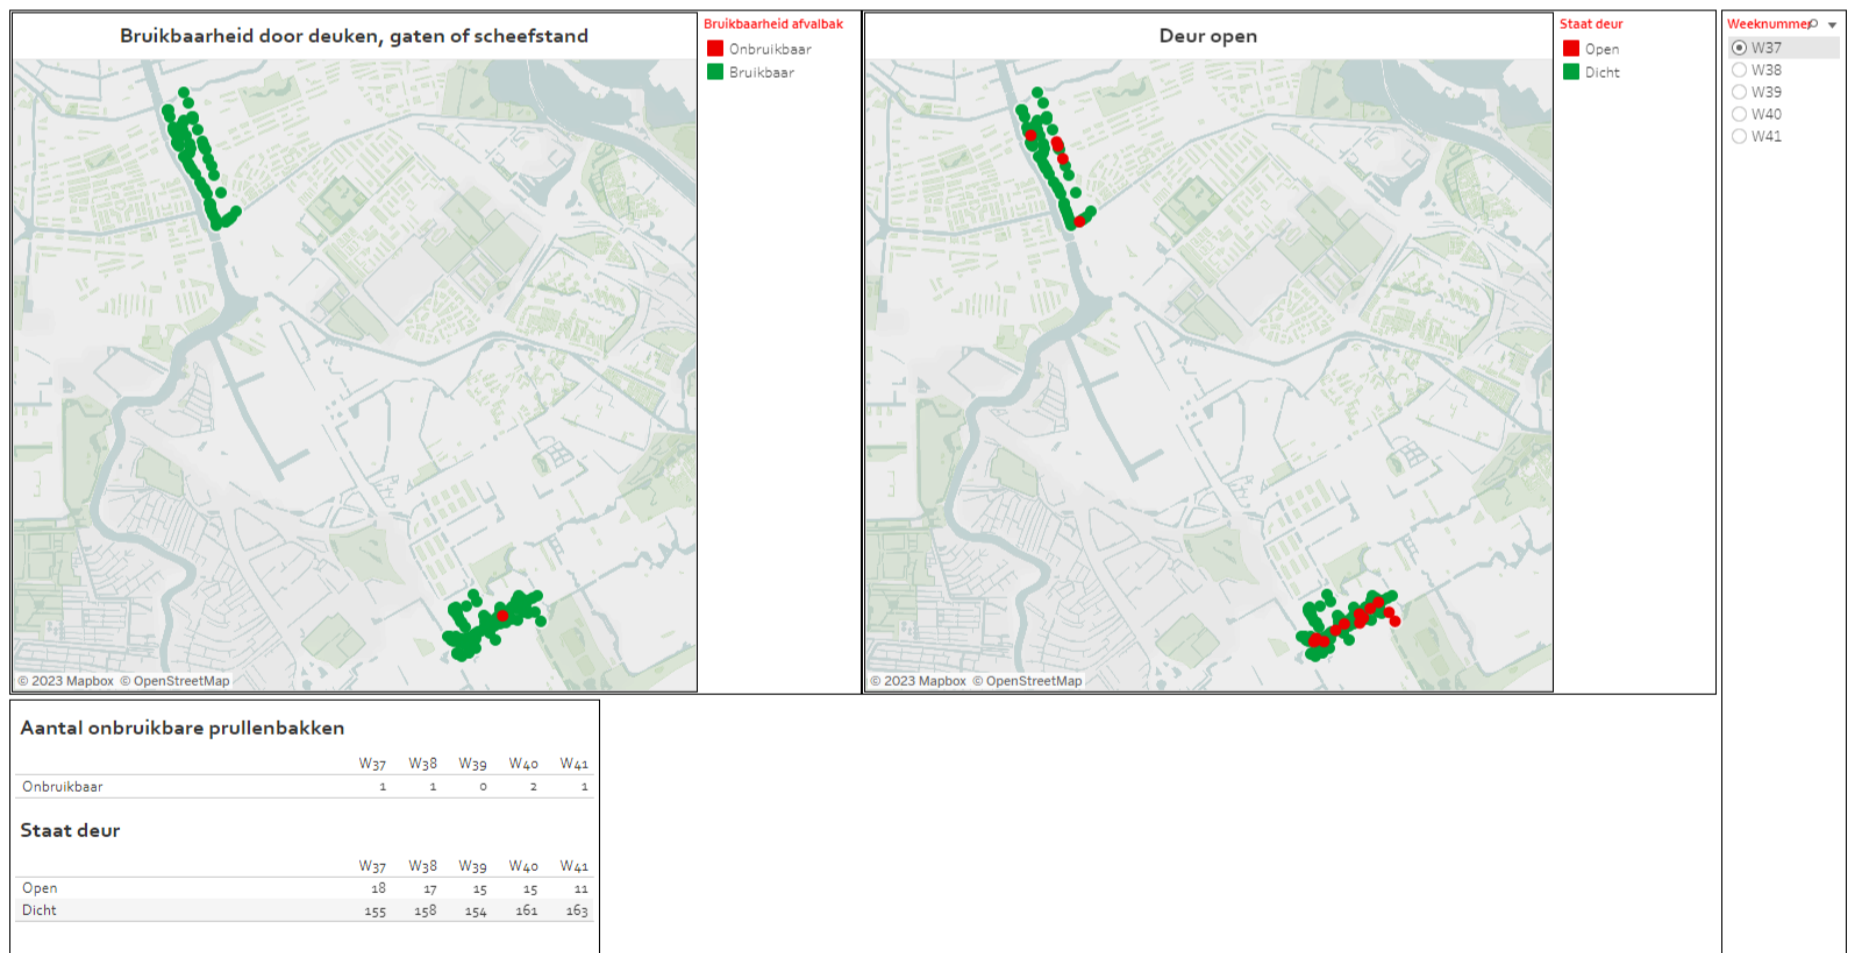 Bruikbaarheid door deuken, gaten of scheefstand
Bruikbaarheid afvalbak
Onbruikbaar
Bruikbaar
© 2023 Mapbox © OpenStreetMap
Deur open
Staat deur
Open
Dicht
© 2023 Mapbox © OpenStreetMap
Weeknummer
W37
W38
W39
W40
W41
Aantal onbruikbare prullenbakken
W37 W38 W39 W40 W41
Onbruikbaar 1 1 0 2 1
Staat deur
W37 W38 W39 W40 W41
Open 18 17 15 15 11
Dicht 155 158 154 161 163